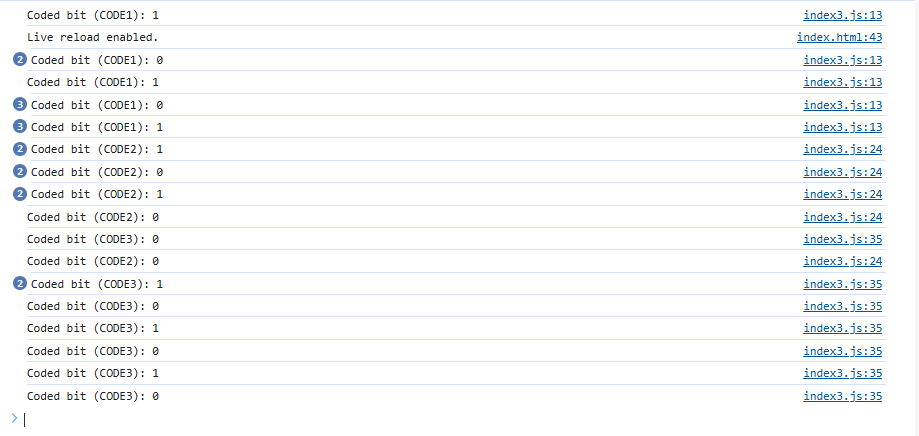 Coded bit (CODE1): 1 index3.js:13
Live reload enabled. index.html:43
2 Coded bit (CODE1): 0 index3.js:13
Coded bit (CODE1): 1 index3.js:13
3 Coded bit (CODE1): 0 index3.js:13
3 Coded bit (CODE1): 1 index3.js:13
2 Coded bit (CODE2): 1 index3.js:24
2 Coded bit (CODE2): 0 index3.js:24
2 Coded bit (CODE2): 1 index3.js:24
Coded bit (CODE2): 0 index3.js:24
Coded bit (CODE3): 0 index3.js:35
Coded bit (CODE2): 0 index3.js:24
2 Coded bit (CODE3): 1 index3.js:35
Coded bit (CODE3): 0 index3.js:35
Coded bit (CODE3): 1 index3.js:35
Coded bit (CODE3): 0 index3.js:35
Coded bit (CODE3): 1 index3.js:35
Coded bit (CODE3): 0 index3.js:35
>